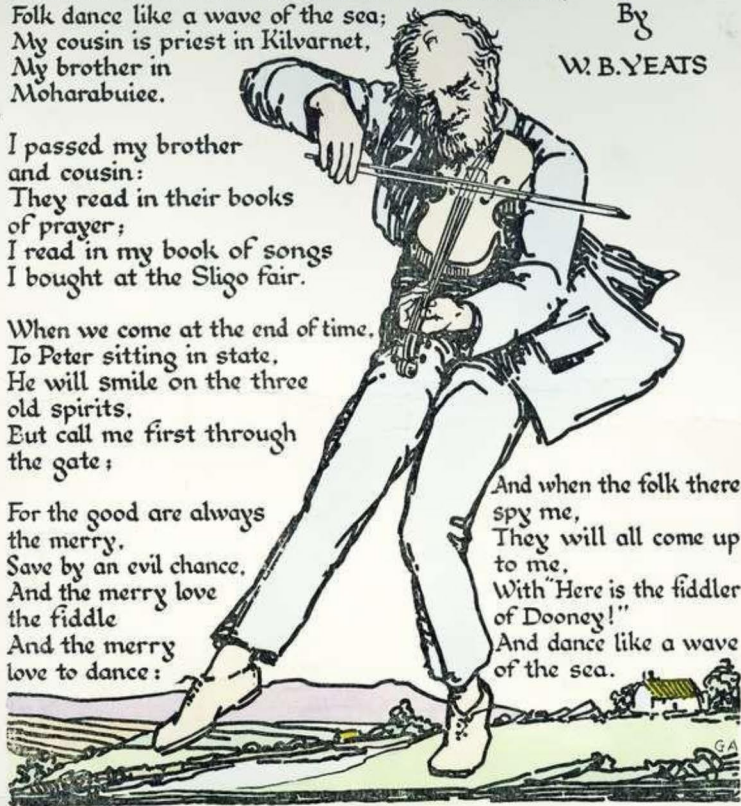 Folk dance like a wave of the sea;
My cousin is priest in Kilvarnet,
My brother in
Moharabuiee.
By
W. B. YEATS
I passed my brother
and cousin:
They read in their books
of prayer;
I read in my book of songs
I bought at the Sligo fair.
When we come at the end of time,
To Peter sitting in state,
He will smile on the three
old spirits,
But call me first through
the gate;
For the good are always
the merry,
Save by an evil chance,
And the merry love
the fiddle
And the merry
love to dance:
And when the folk there
spy me,
They will all come up
to me,
With "Here is the fiddler
of Dooney!"
And dance like a wave
of the sea.
GA